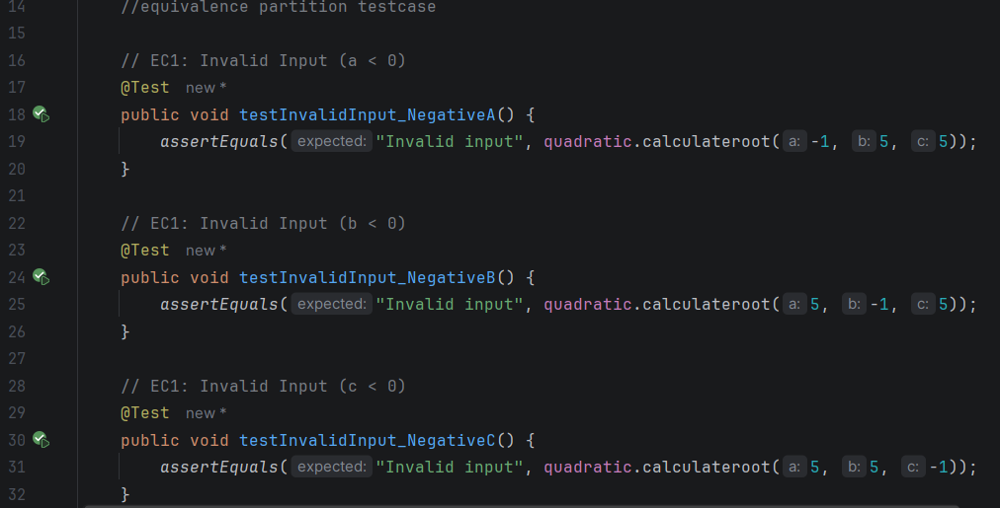 14 //equivalence partition testcase
15
16 // EC1: Invalid Input (a < 0)
17 @Test new *
18 public void testInvalidInput_NegativeA() {
19 assertEquals( expected: "Invalid input", quadratic.calculateroot( a: -1, b: 5, c: 5));
20 }
21
22 // EC1: Invalid Input (b < 0)
23 @Test new *
24 public void testInvalidInput_NegativeB() {
25 assertEquals( expected: "Invalid input", quadratic.calculateroot( a: 5, b: -1, c: 5));
26 }
27
28 // EC1: Invalid Input (c < 0)
29 @Test new *
30 public void testInvalidInput_NegativeC() {
31 assertEquals( expected: "Invalid input", quadratic.calculateroot( a: 5, b: 5, c: -1));
32 }